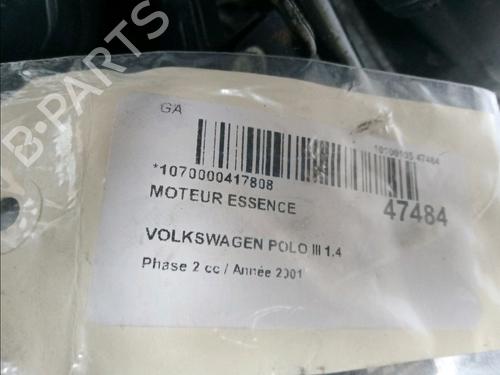 GA
*1070000417808
MOTEUR ESSENCE
47484
VOLKSWAGEN POLO III 1.4
Phase 2 cc / Année 2001
B-PARTS